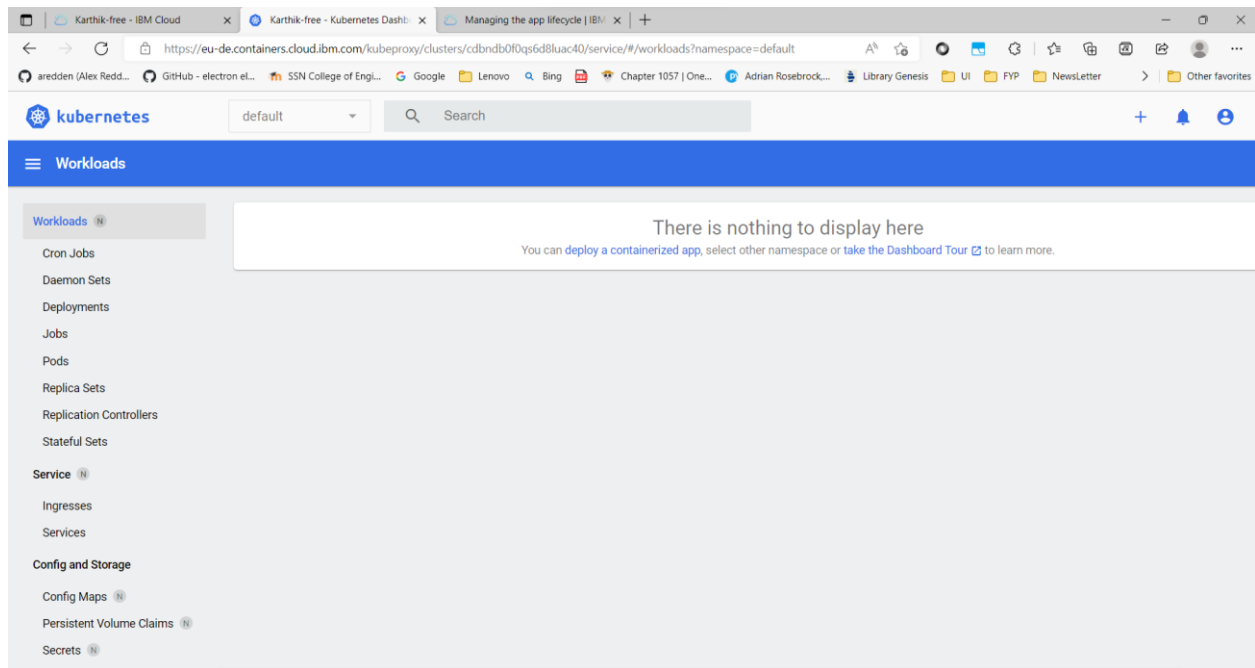 Karthik-free - IBM Cloud
Karthik-free - Kubernetes Dashb
Managing the app lifecycle | IBM
https://eu-de.containers.cloud.ibm.com/kubeproxy/clusters/cdbndb0f0qs6d8luac40/service/#/workloads?namespace=default
aredden (Alex Redd...
GitHub - electron el...
SSN College of Engi...
Google
Lenovo
Bing
Chapter 1057 | One...
Adrian Rosebrock,...
Library Genesis
UI
FYP
NewsLetter
Other favorites
kubernetes
default
Search
Workloads
Workloads N
Cron Jobs
Daemon Sets
Deployments
Jobs
Pods
Replica Sets
Replication Controllers
Stateful Sets
Service N
Ingresses
Services
Config and Storage
Config Maps N
Persistent Volume Claims N
Secrets N
There is nothing to display here
You can deploy a containerized app, select other namespace or take the Dashboard Tour to learn more.